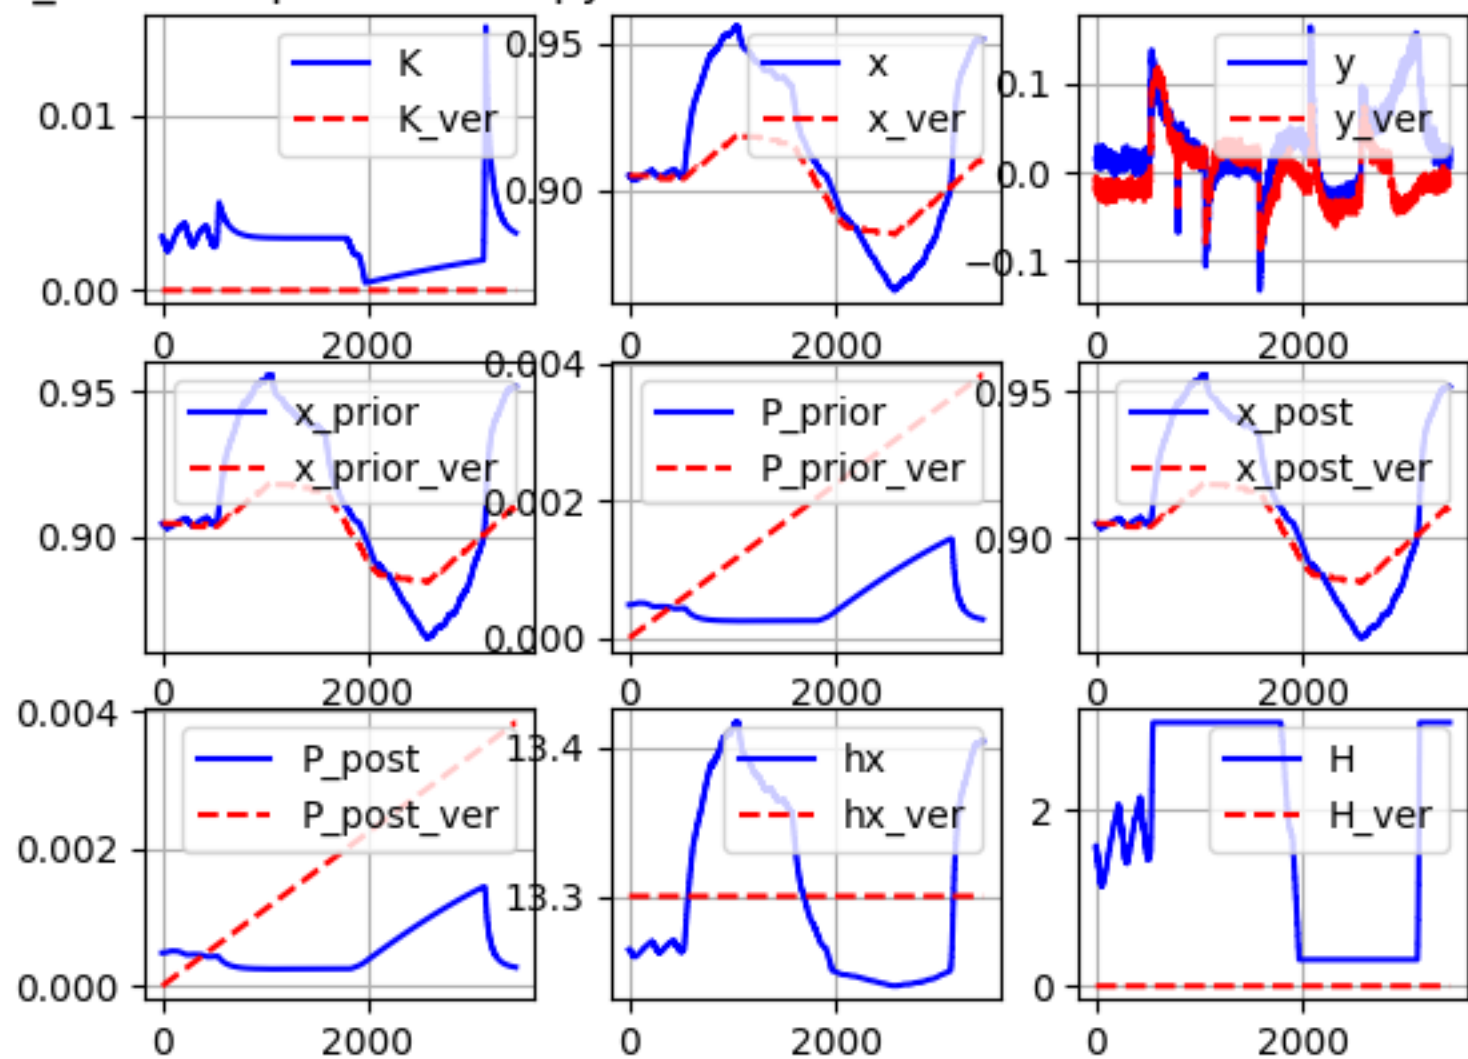 K
K_ver
0.01
0.00
0 2000
x
x_ver
0.95
0.90
0 2000
y
y_ver
0.1
0.0
−0.1
0 2000
x_prior
x_prior_ver
0.95
0.90
0 2000
P_prior
P_prior_ver
0.004
0.002
0.000
0 2000
x_post
x_post_ver
0.95
0.90
0 2000
P_post
P_post_ver
0.004
0.002
0.000
0 2000
hx
hx_ver
13.4
13.3
0 2000
H
H_ver
2
0
0 2000